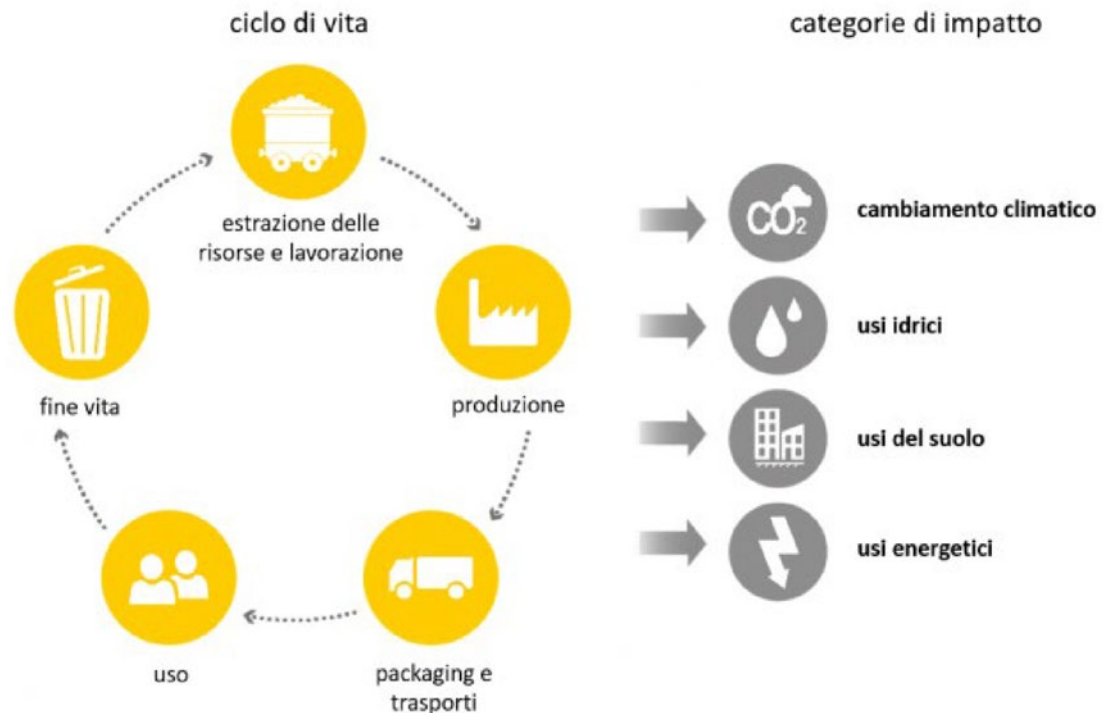 ciclo di vita
categorie di impatto
estrazione delle
risorse e lavorazione
produzione
packaging e
trasporti
uso
fine vita
CO2
cambiamento climatico
usi idrici
usi del suolo
usi energetici